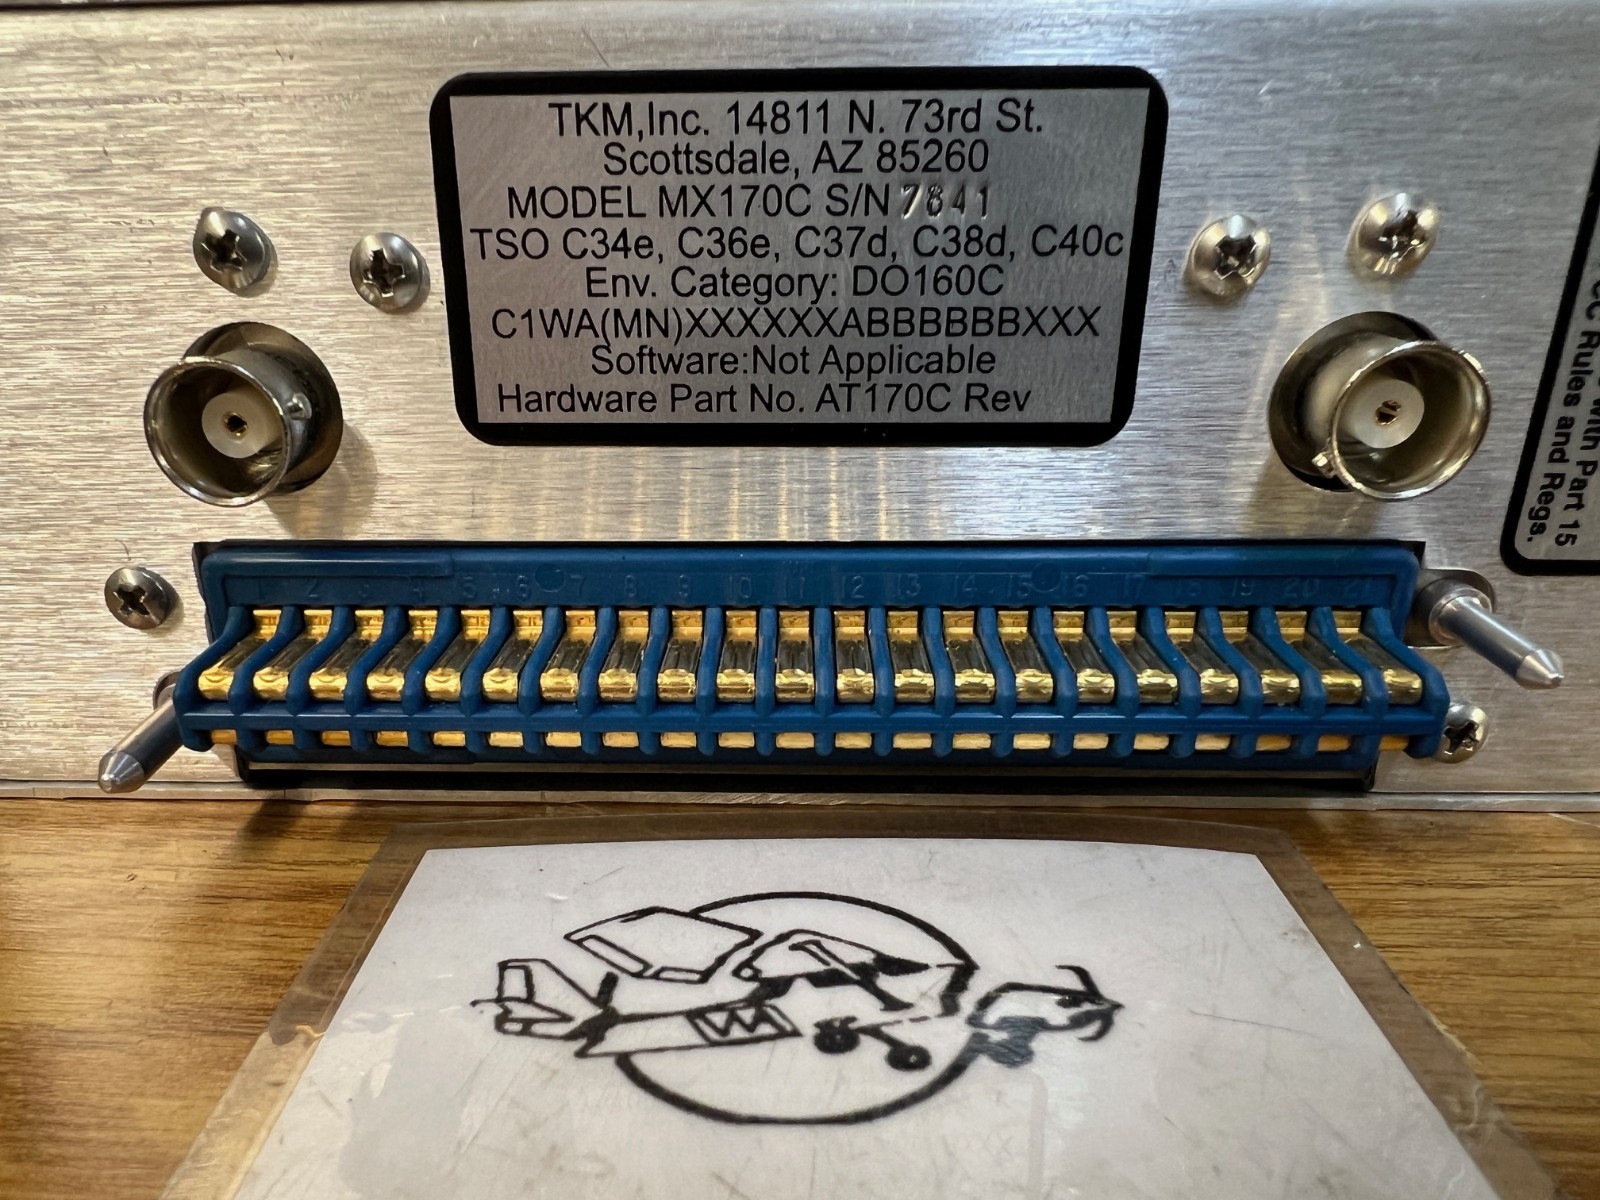 TKM,Inc. 14811 N. 73rd St.
Scottsdale, AZ 85260
MODEL MX170C S/N 7641
TSO C34e, C36e, C37d, C38d, C40c
Env. Category: DO160C
C1WA(MN)XXXXXXABBBBBBXXX
Software:Not Applicable
Hardware Part No. AT170C Rev
with Part 15
Rules and Regs.
1 2 3 4 5 6 7 8 9 10 11 12 13 14 15 16 17 18 19 20 21